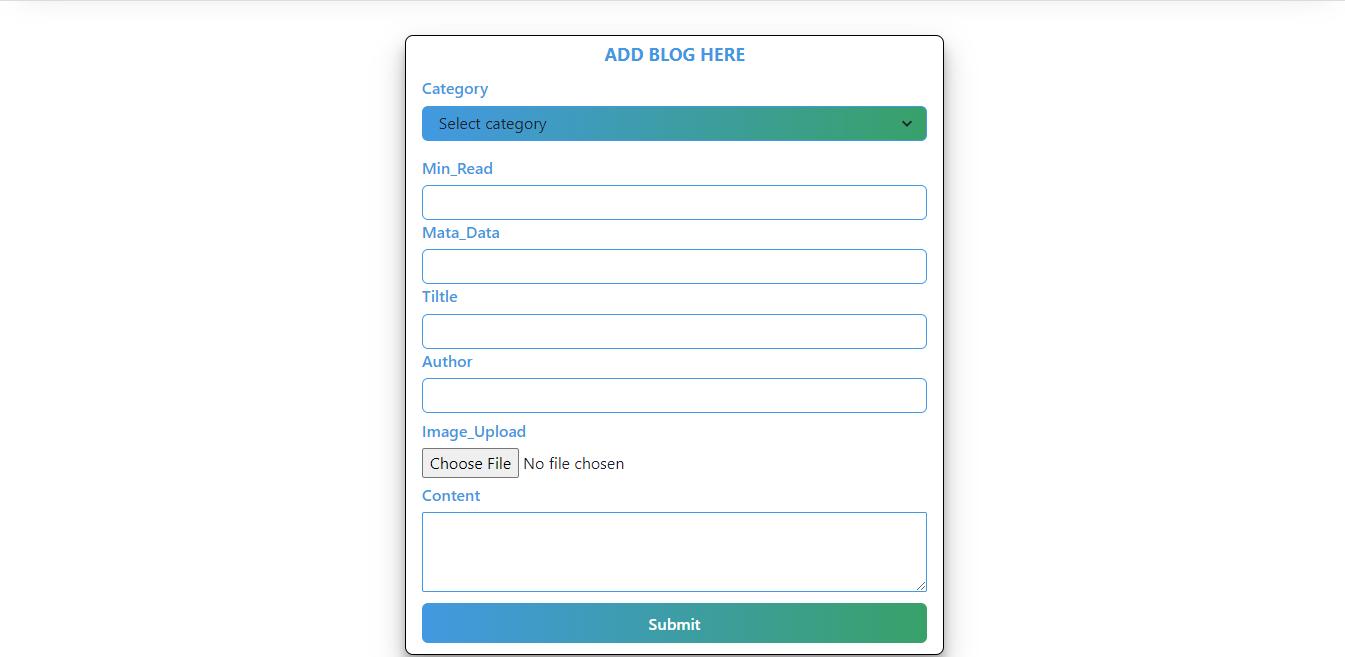 ADD BLOG HERE
Category
Select category
Min_Read
Mata_Data
Tiltle
Author
Image_Upload
Choose File No file chosen
Content
Submit